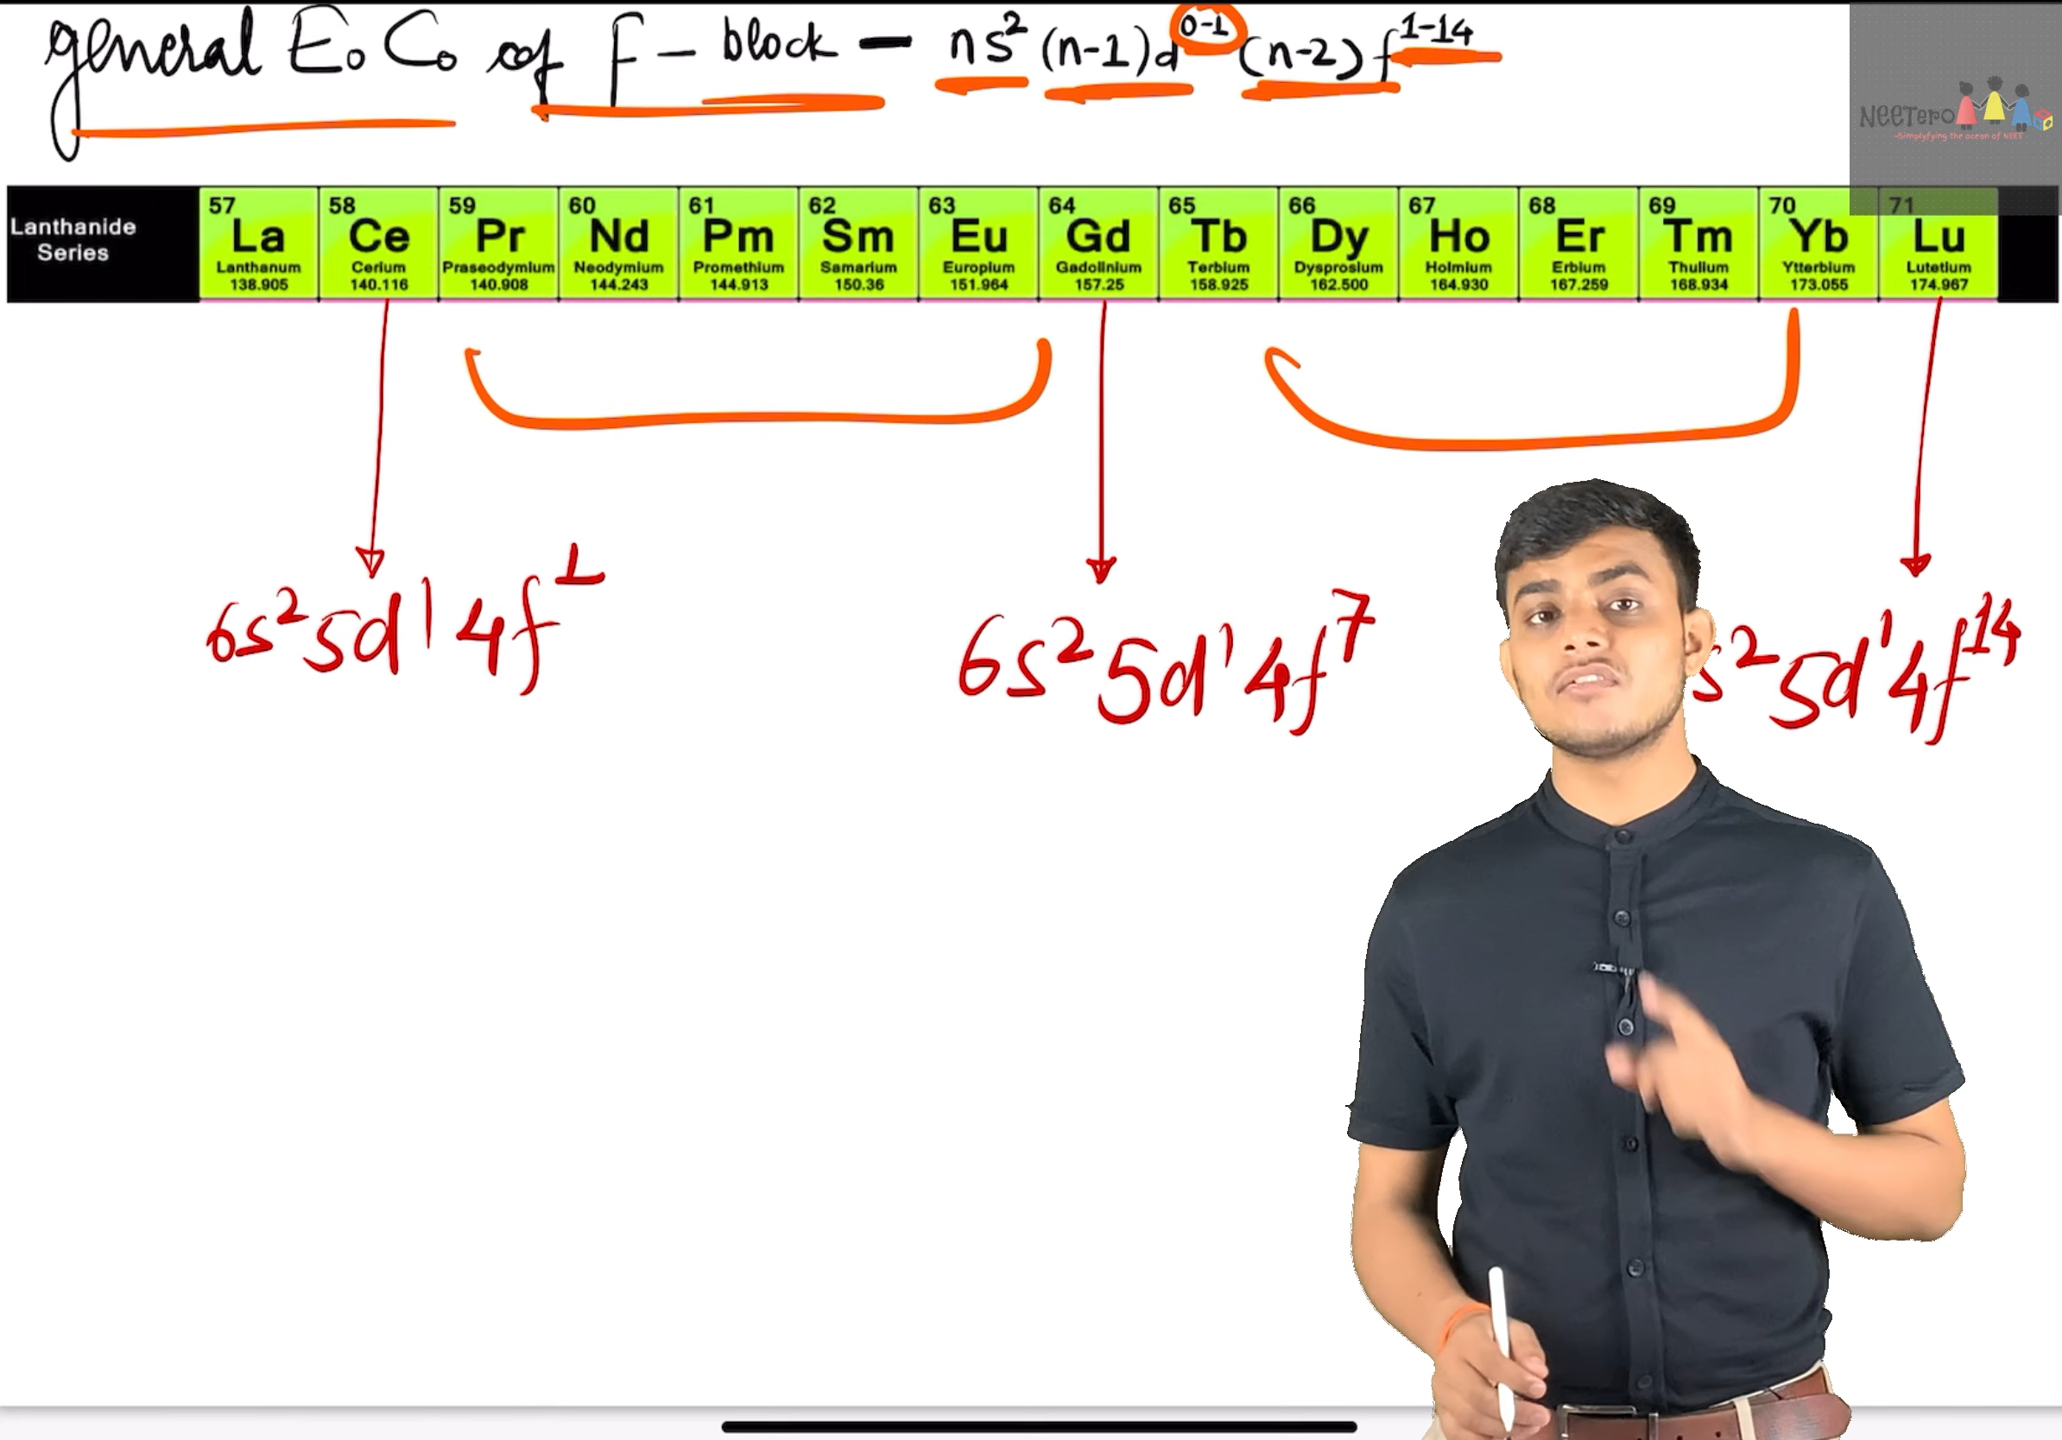 general E.C. of F-block - ns² (n-1)d⁰⁻¹ (n-2)f¹⁻¹⁴
NEETero
-Simplyfying the ocean of NEET-
Lanthanide Series
57 58 59 60 61 62 63 64 65 66 67 68 69 70 71
La Ce Pr Nd Pm Sm Eu Gd Tb Dy Ho Er Tm Yb Lu
Lanthanum Cerium Praseodymium Neodymium Promethium Samarium Europium Gadolinium Terbium Dysprosium Holmium Erbium Thulium Ytterbium Lutetium
138.905 140.116 140.908 144.243 144.913 150.36 151.964 157.25 158.925 162.500 164.930 167.259 168.934 173.055 174.967
6s² 5d¹ 4f¹
6s² 5d¹ 4f⁷
s² 5d¹ 4f¹⁴